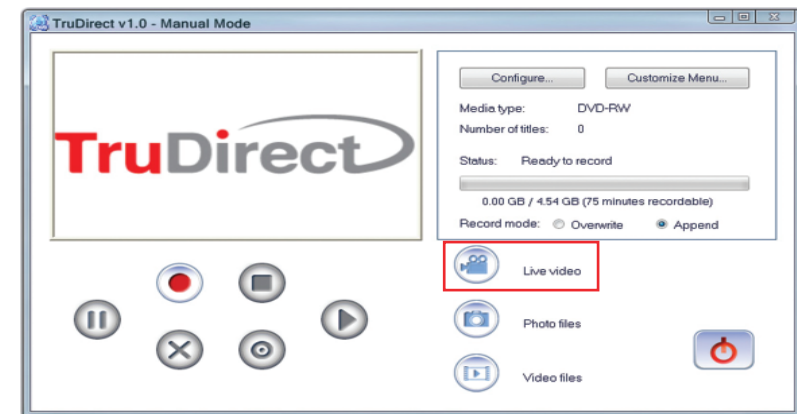 TruDirect v1.0 - Manual Mode
TruDirect
Configure...
Customize Menu...
Media type: DVD-RW
Number of titles: 0
Status: Ready to record
0.00 GB / 4.54 GB (75 minutes recordable)
Record mode: Overwrite Append
Live video
Photo files
Video files